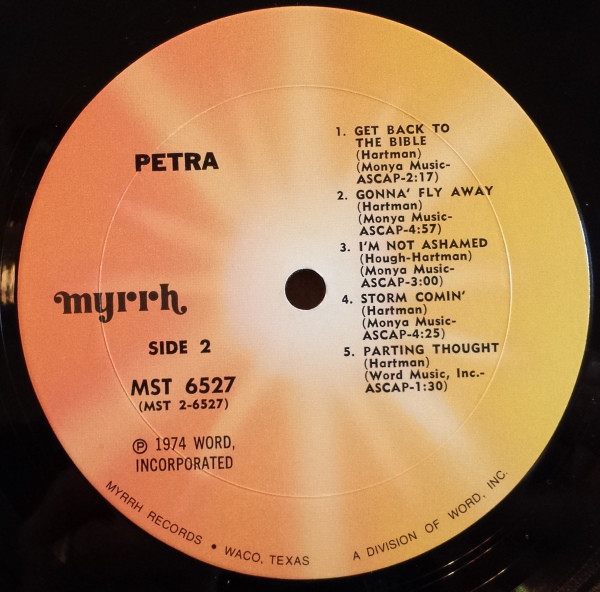 PETRA
myrrh
SIDE 2
MST 6527
(MST 2-6527)
℗ 1974 WORD,
INCORPORATED
1. GET BACK TO
THE BIBLE
(Hartman)
(Monya Music-
ASCAP-2:17)
2. GONNA' FLY AWAY
(Hartman)
(Monya Music-
ASCAP-4:57)
3. I'M NOT ASHAMED
(Hough-Hartman)
(Monya Music-
ASCAP-3:00)
4. STORM COMIN'
(Hartman)
(Monya Music-
ASCAP-4:25)
5. PARTING THOUGHT
(Hartman)
(Word Music, Inc.-
ASCAP-1:30)
MYRRH RECORDS • WACO, TEXAS A DIVISION OF WORD, INC.